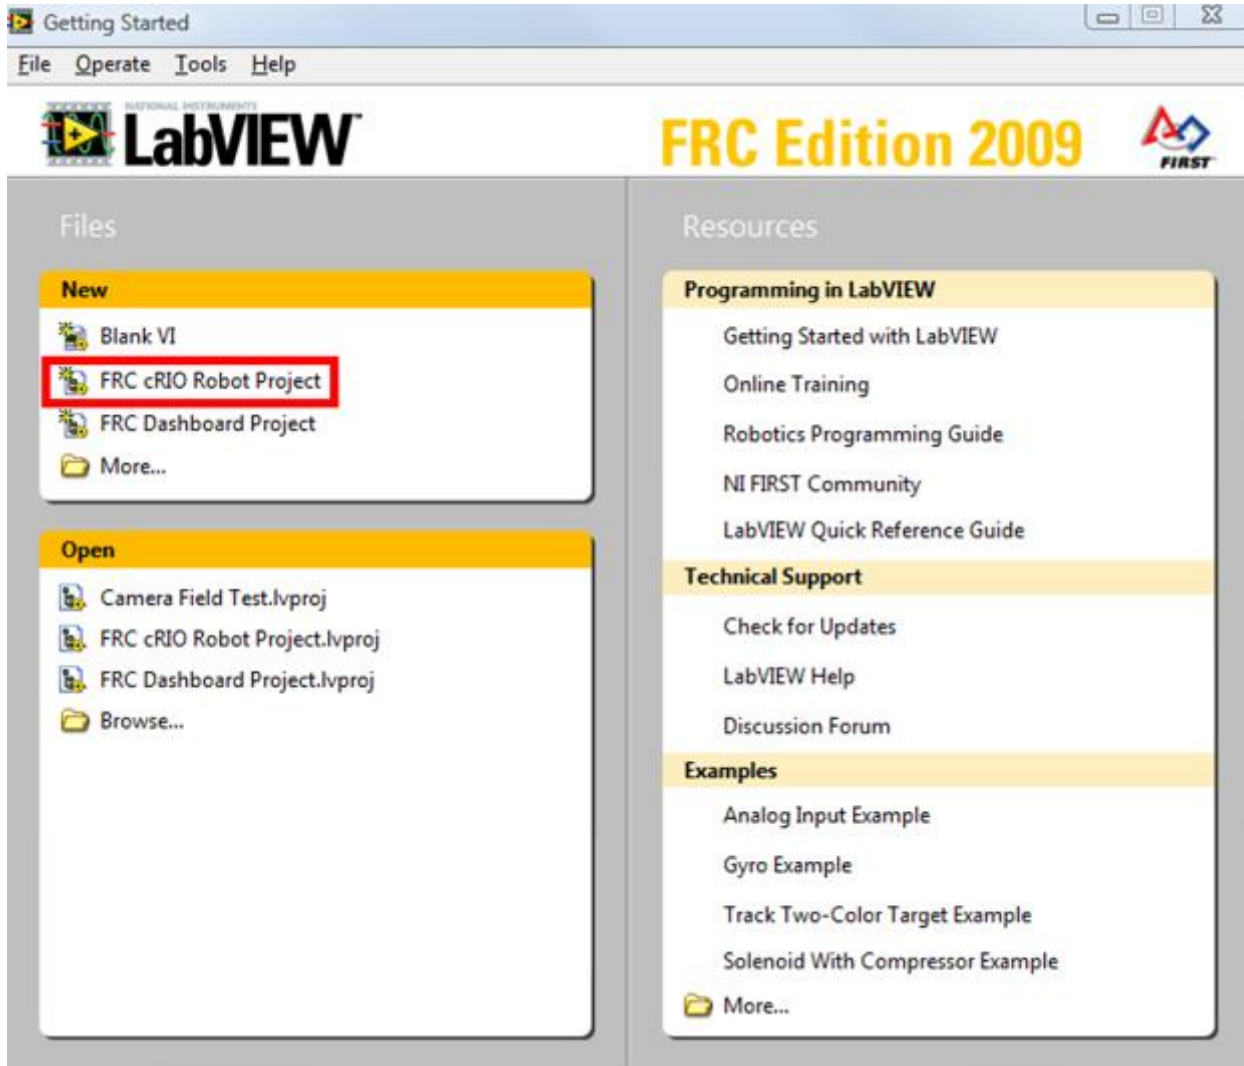 Getting Started
File Operate Tools Help
NATIONAL INSTRUMENTS
LabVIEW™
FRC Edition 2009
FIRST
Files
New
Blank VI
FRC cRIO Robot Project
FRC Dashboard Project
More...
Open
Camera Field Test.lvproj
FRC cRIO Robot Project.lvproj
FRC Dashboard Project.lvproj
Browse...
Resources
Programming in LabVIEW
Getting Started with LabVIEW
Online Training
Robotics Programming Guide
NI FIRST Community
LabVIEW Quick Reference Guide
Technical Support
Check for Updates
LabVIEW Help
Discussion Forum
Examples
Analog Input Example
Gyro Example
Track Two-Color Target Example
Solenoid With Compressor Example
More...